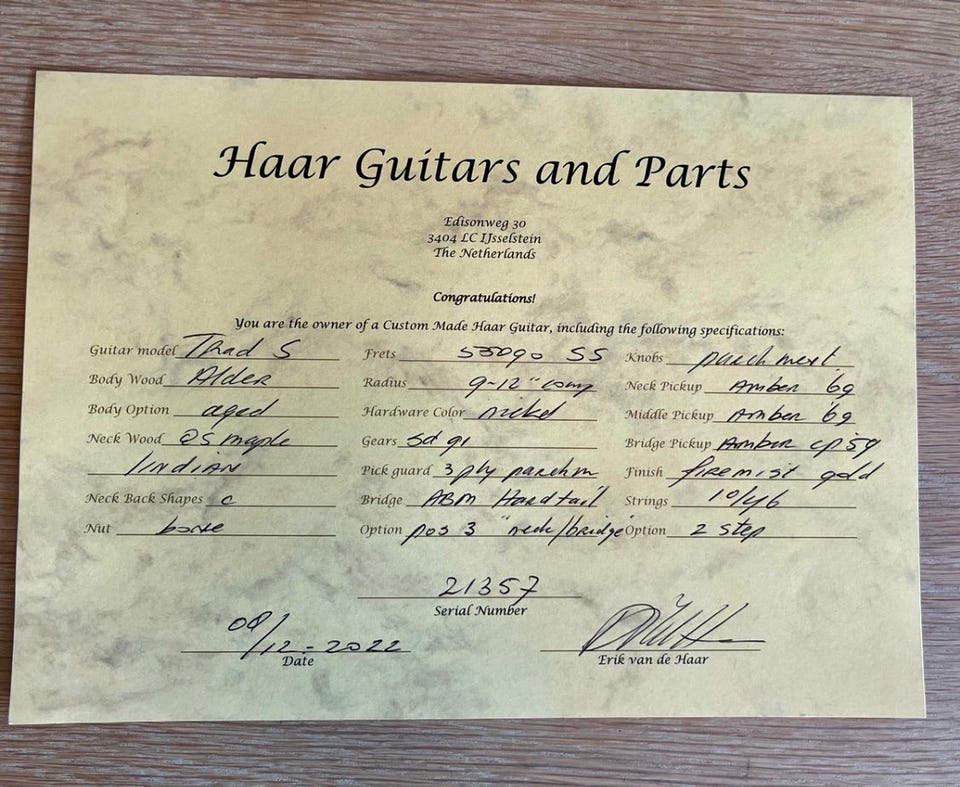 Haar Guitars and Parts
Edisonweg 30
3404 LC IJsselstein
The Netherlands
Congratulations!
You are the owner of a Custom Made Haar Guitar, including the following specifications:
Guitar model Trad S
Body Wood Alder
Body Option aged
Neck Wood QS maple
/Indian
Neck Back Shapes C
Nut bone
Frets 55090 SS
Radius 9-12" comp
Hardware Color nickel
Gears Sd 91
Pick guard 3 ply parchm
Bridge ABM Hardtail
Option pos 3 "neck/bridge"
Knobs parchment
Neck Pickup Amber '69
Middle Pickup Amber '69
Bridge Pickup Amber CP 59
Finish firemist gold
Strings 10/46
Option 2 step
21357
Serial Number
08/12-2022
Date
Erik van de Haar